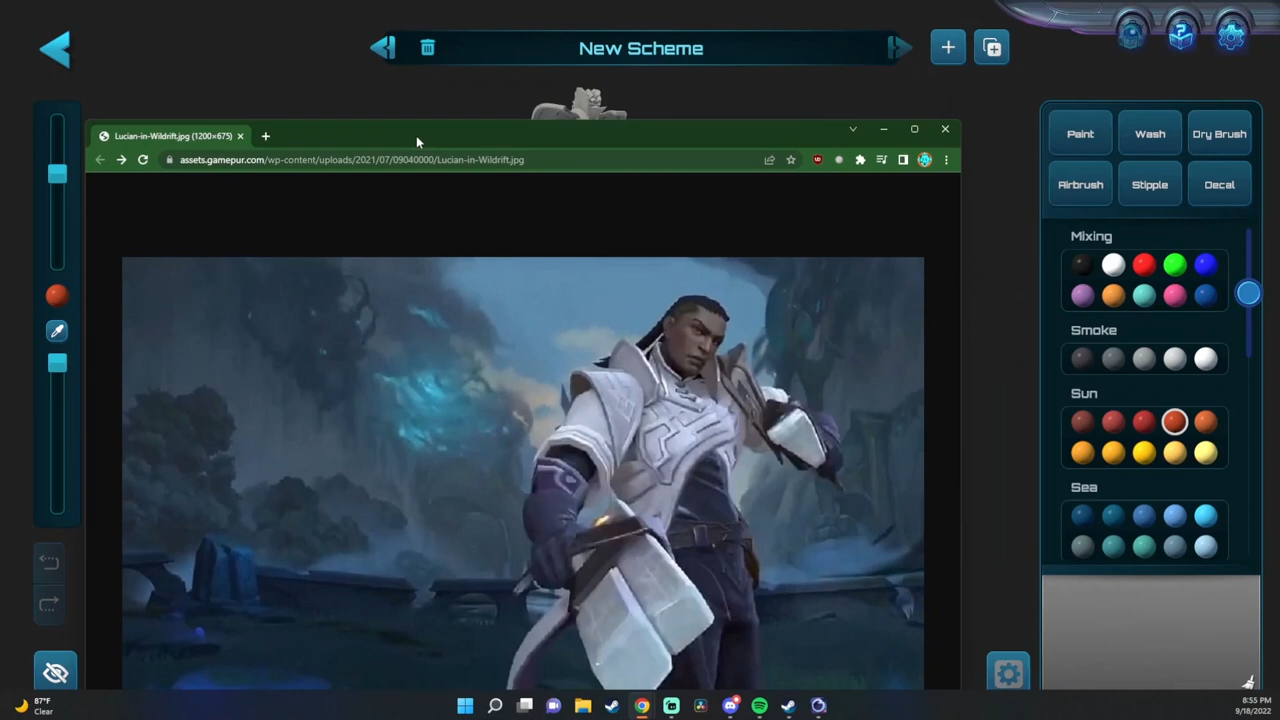 New Scheme
Lucian-in-Wildrift.jpg (1200×675)
assets.gamepur.com/wp-content/uploads/2021/07/09040000/Lucian-in-Wildrift.jpg
Paint
Wash
Dry Brush
Airbrush
Stipple
Decal
Mixing
Smoke
Sun
Sea
87°F
Clear
8:55 PM
9/18/2022